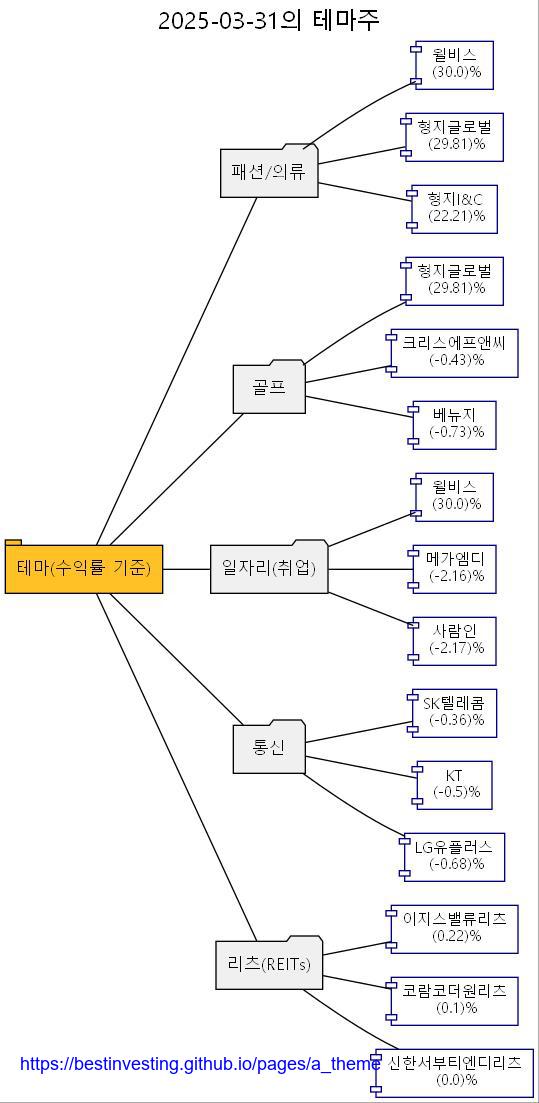 2025-03-31의 테마주
테마(수익률 기준)
패션/의류
윌비스
(30.0)%
형지글로벌
(29.81)%
형지I&C
(22.21)%
골프
형지글로벌
(29.81)%
크리스에프앤씨
(-0.43)%
베뉴지
(-0.73)%
일자리(취업)
윌비스
(30.0)%
메가엠디
(-2.16)%
사람인
(-2.17)%
통신
SK텔레콤
(-0.36)%
KT
(-0.5)%
LG유플러스
(-0.68)%
리츠(REITs)
이지스밸류리츠
(0.22)%
코람코더원리츠
(0.1)%
신한서부티엔디리츠
(0.0)%
https://bestinvesting.github.io/pages/a_theme